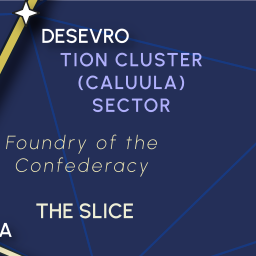 DESEVRO
TION CLUSTER
(CALUULA)
SECTOR
Foundry of the
Confederacy
THE SLICE
A